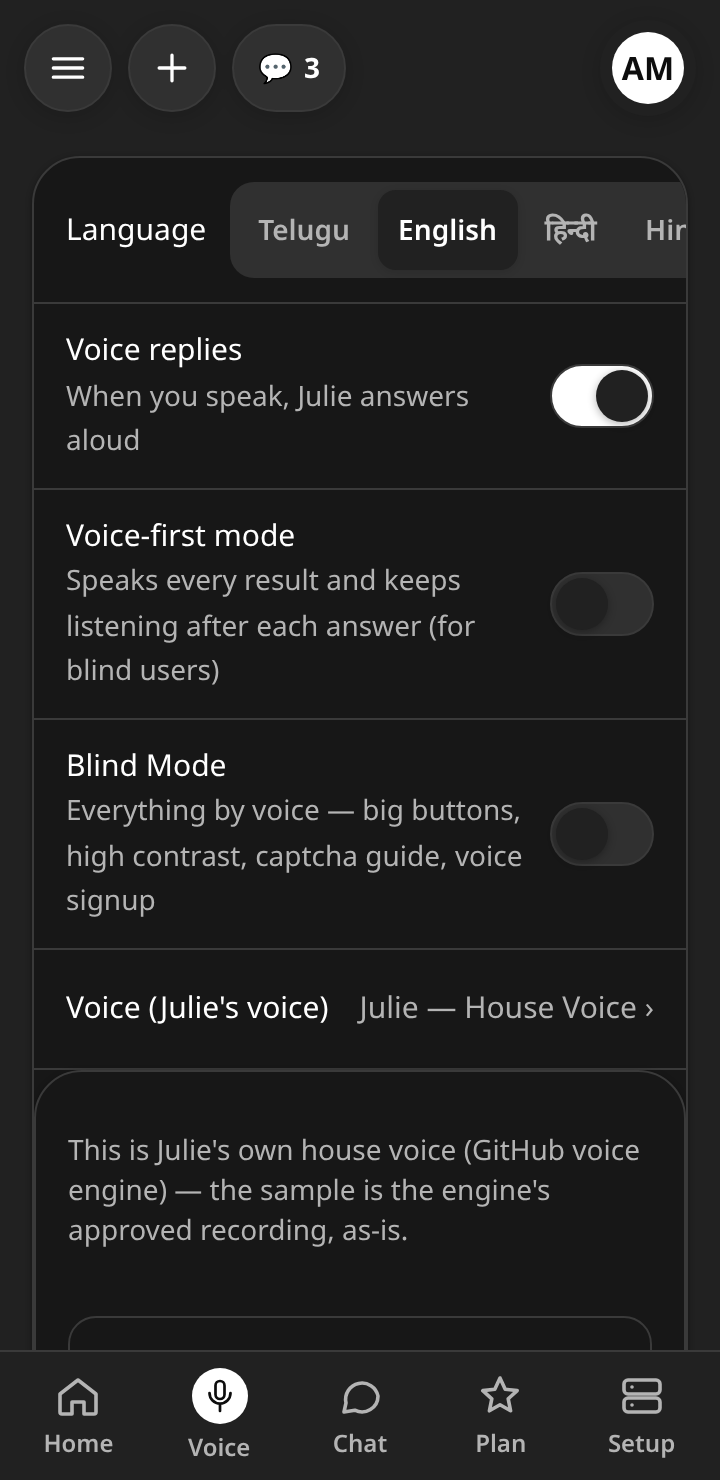 3
AM
Language
Telugu
English
हिन्दी
Hin
Voice replies
When you speak, Julie answers
aloud
Voice-first mode
Speaks every result and keeps
listening after each answer (for
blind users)
Blind Mode
Everything by voice — big buttons,
high contrast, captcha guide, voice
signup
Voice (Julie's voice)
Julie — House Voice ›
This is Julie's own house voice (GitHub voice
engine) — the sample is the engine's
approved recording, as-is.
Home
Voice
Chat
Plan
Setup